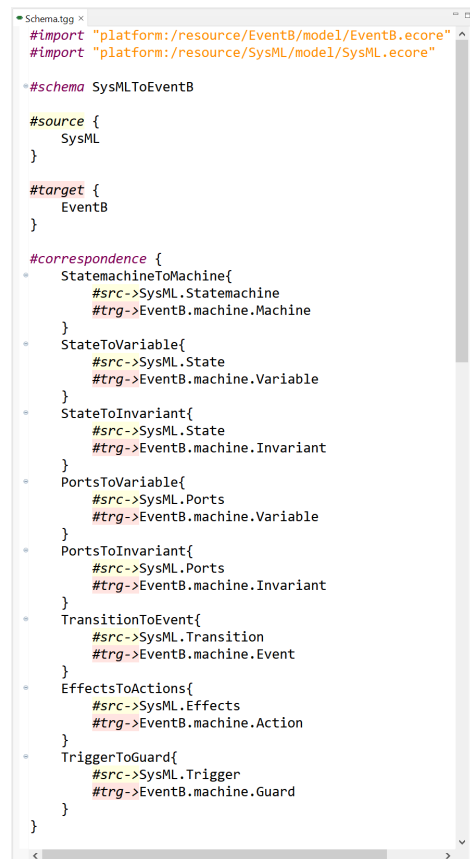 Schema.tgg
#import "platform:/resource/EventB/model/EventB.ecore"
#import "platform:/resource/SysML/model/SysML.ecore"
#schema SysMLToEventB
#source {
SysML
}
#target {
EventB
}
#correspondence {
StatemachineToMachine{
#src->SysML.Statemachine
#trg->EventB.machine.Machine
}
StateToVariable{
#src->SysML.State
#trg->EventB.machine.Variable
}
StateToInvariant{
#src->SysML.State
#trg->EventB.machine.Invariant
}
PortsToVariable{
#src->SysML.Ports
#trg->EventB.machine.Variable
}
PortsToInvariant{
#src->SysML.Ports
#trg->EventB.machine.Invariant
}
TransitionToEvent{
#src->SysML.Transition
#trg->EventB.machine.Event
}
EffectsToActions{
#src->SysML.Effects
#trg->EventB.machine.Action
}
TriggerToGuard{
#src->SysML.Trigger
#trg->EventB.machine.Guard
}
}